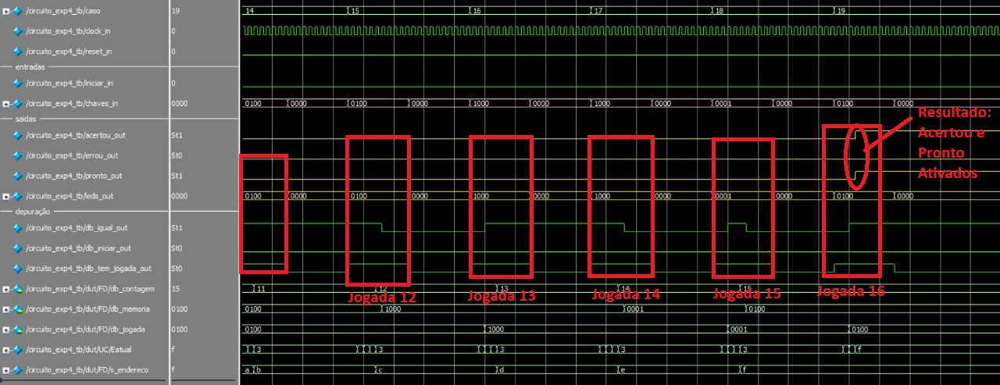 /circuito_exp4_tb/caso 19 14 15 16 17 18 19
/circuito_exp4_tb/clock_in 0
/circuito_exp4_tb/reset_in 0
entradas
/circuito_exp4_tb/iniciar_in 0
/circuito_exp4_tb/chaves_in 0000 0100 0000 0100 0000 1000 0000 1000 0000 0001 0000 0100 0000
saidas
/circuito_exp4_tb/acertou_out St1
/circuito_exp4_tb/errou_out St0
/circuito_exp4_tb/pronto_out St1
Resultado:
Acertou e
Pronto
Ativados
/circuito_exp4_tb/leds_out 0000 0100 0000 0100 0000 1000 0000 1000 0000 0001 0000 0100 0000
depuração
/circuito_exp4_tb/db_igual_out St1
/circuito_exp4_tb/db_iniciar_out St0
/circuito_exp4_tb/db_tem_jogada_out St0
/circuito_exp4_tb/dut/FD/db_contagem 15 11 12 13 14 15
Jogada 12 Jogada 13 Jogada 14 Jogada 15 Jogada 16
/circuito_exp4_tb/dut/FD/db_memoria 0100 0100 1000 0001 0100
/circuito_exp4_tb/dut/FD/db_jogada 0100 0100 1000 0001 0100
/circuito_exp4_tb/dut/UC/Eatual f 3 3 3 3 3 f
/circuito_exp4_tb/dut/FD/s_endereco f a b c d e f